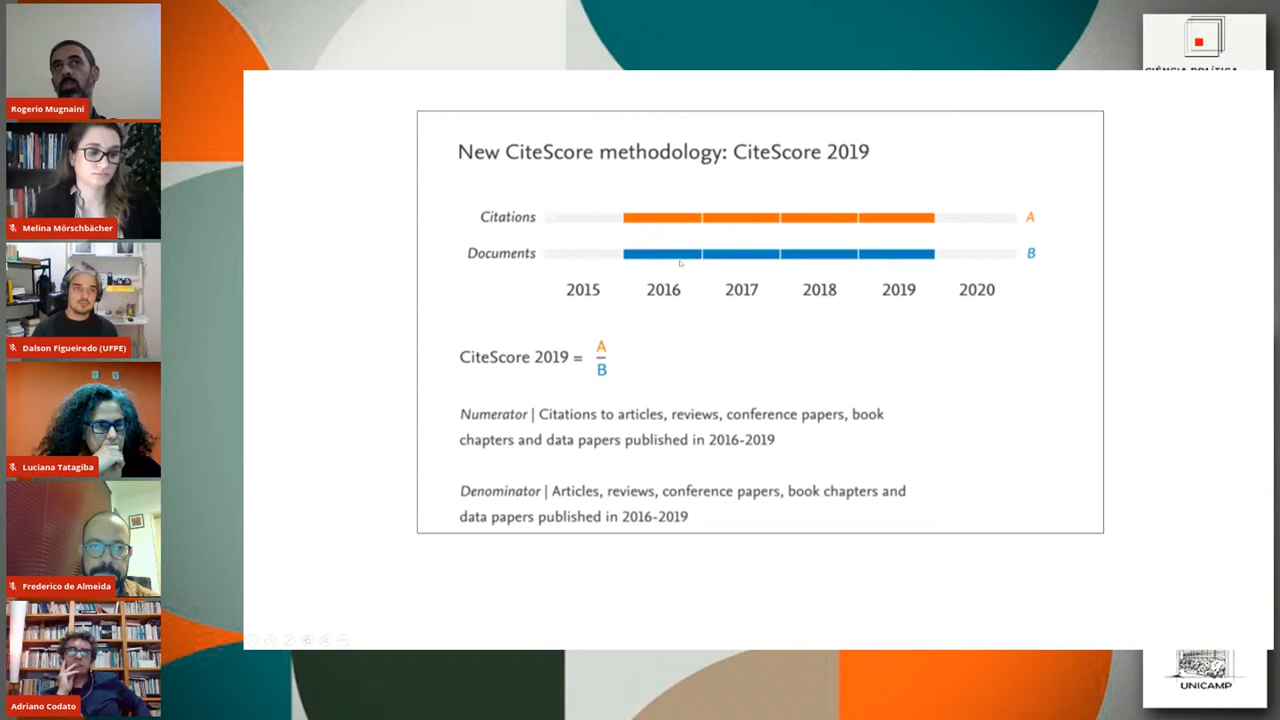 Rogerio Mugnaini
Melina Mörschbächer
Dalson Figueiredo (UFPE)
Luciana Tatagiba
Frederico de Almeida
Adriano Codato
New CiteScore methodology: CiteScore 2019
Citations A
Documents B
2015 2016 2017 2018 2019 2020
CiteScore 2019 = A
B
Numerator | Citations to articles, reviews, conference papers, book
chapters and data papers published in 2016-2019
Denominator | Articles, reviews, conference papers, book chapters and
data papers published in 2016-2019
CIÊNCIA POLÍTICA
UNICAMP